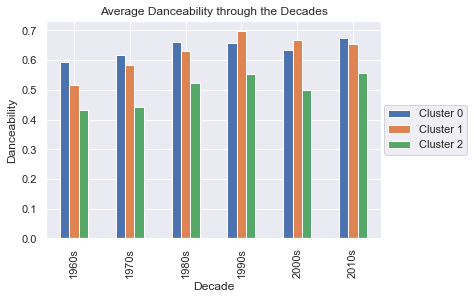 Average Danceability through the Decades
Danceability
0.7
0.6
0.5
0.4
0.3
0.2
0.1
0.0
1960s
1970s
1980s
1990s
2000s
2010s
Decade
Cluster 0
Cluster 1
Cluster 2